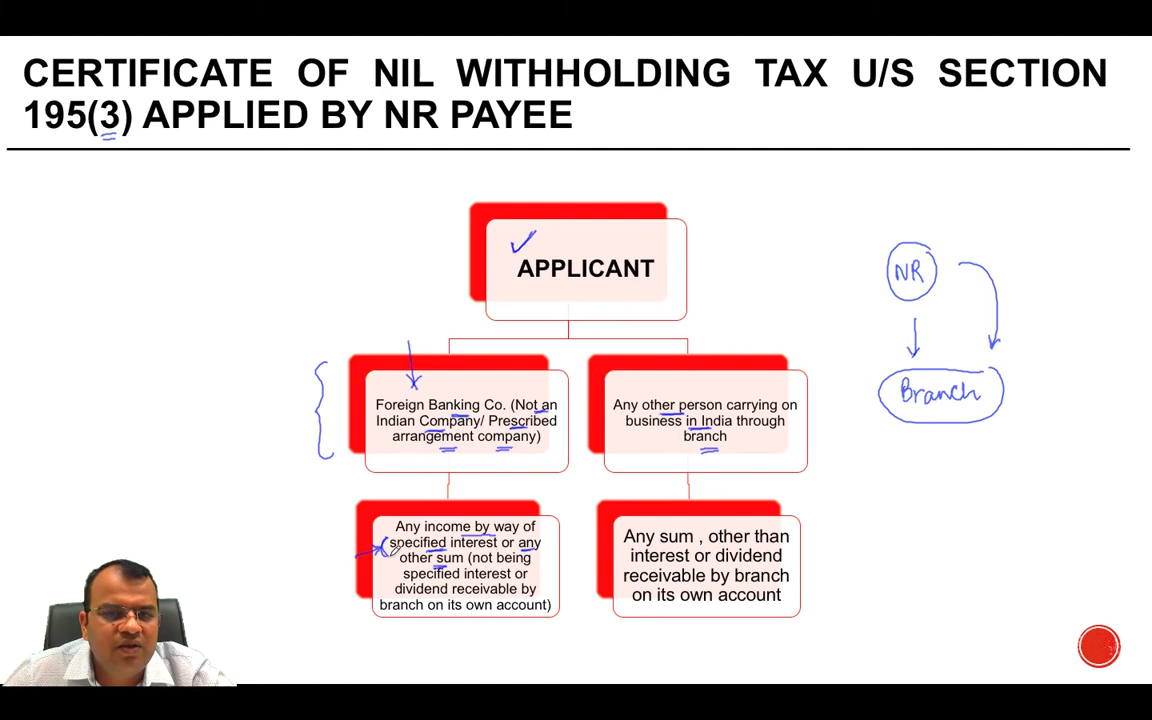 CERTIFICATE OF NIL WITHHOLDING TAX U/S SECTION
195(3) APPLIED BY NR PAYEE
APPLICANT
NR
Branch
Foreign Banking Co. (Not an
Indian Company/ Prescribed
arrangement company)
Any other person carrying on
business in India through
branch
Any income by way of
specified interest or any
other sum (not being
specified interest or
dividend receivable by
branch on its own account)
Any sum , other than
interest or dividend
receivable by branch
on its own account